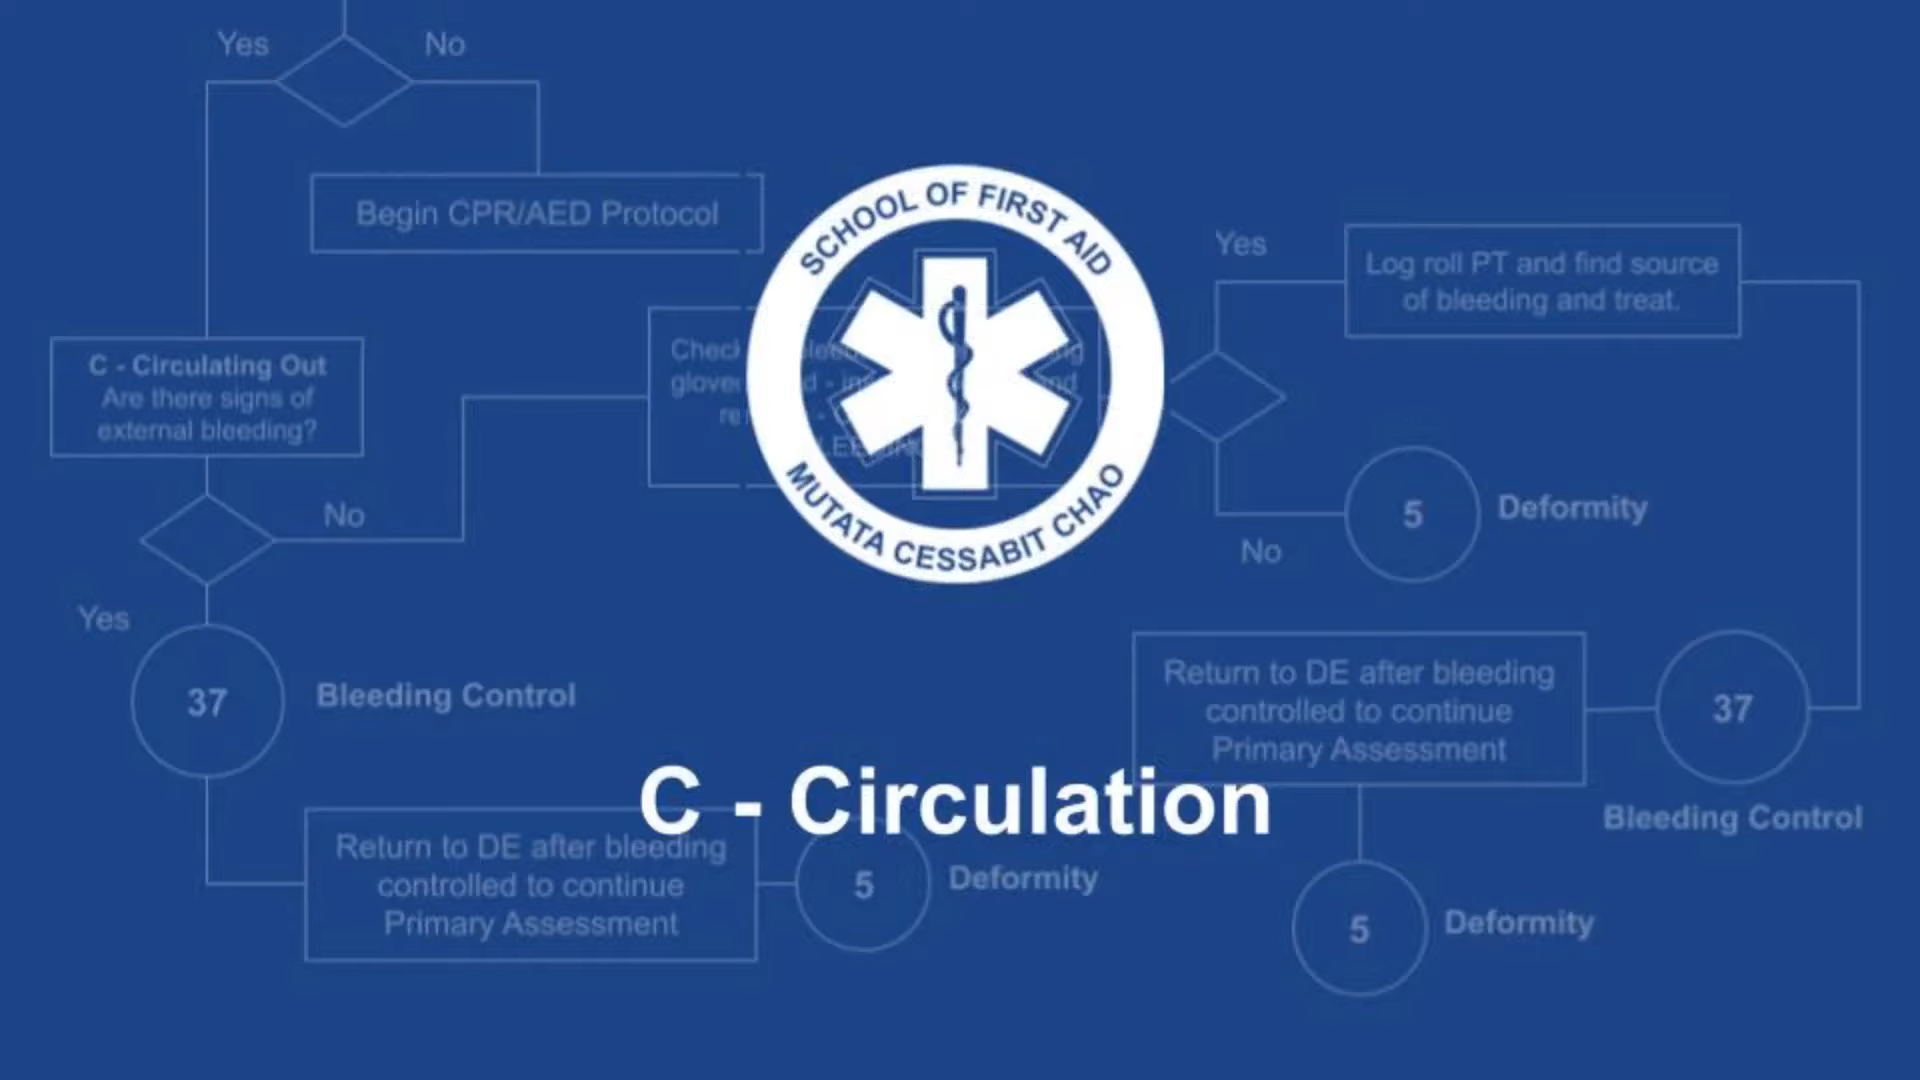 Yes
No
Begin CPR/AED Protocol
SCHOOL OF FIRST AID
MUTATA CESSABIT CHAO
Yes
Log roll PT and find source
of bleeding and treat.
C - Circulating Out
Are there signs of
external bleeding?
Check
No
5
Deformity
No
Yes
37
Bleeding Control
Return to DE after bleeding
controlled to continue
Primary Assessment
37
Bleeding Control
C - Circulation
Return to DE after bleeding
controlled to continue
Primary Assessment
5
Deformity
5
Deformity